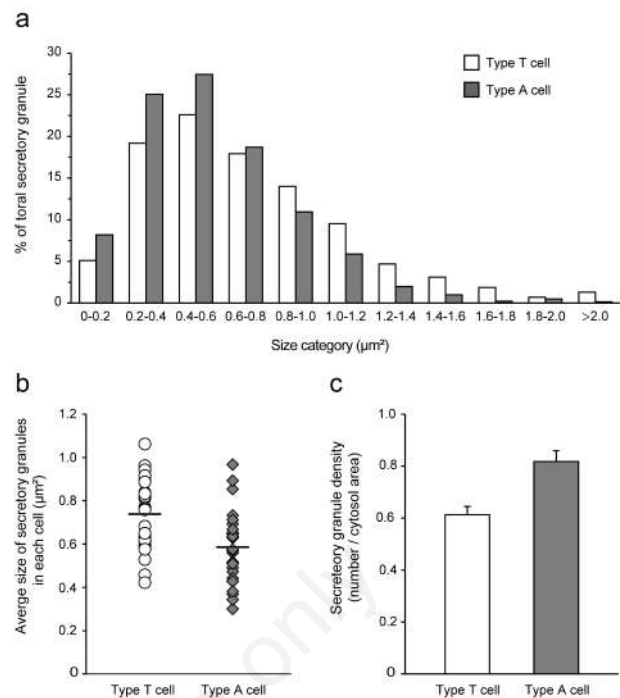 a
30
25
20
15
10
5
0
% of toral secretory granule
Type T cell
Type A cell
0-0.2 0.2-0.4 0.4-0.6 0.6-0.8 0.8-1.0 1.0-1.2 1.2-1.4 1.4-1.6 1.6-1.8 1.8-2.0 >2.0
Size category (µm²)
b
1.2
1.0
0.8
0.6
0.4
0.2
0
Averge size of secretory granules
in each cell (µm²)
Type T cell Type A cell
c
1.0
0.8
0.6
0.4
0.2
0
Secreteory granule density
(number / cytosol area)
Type T cell Type A cell
only